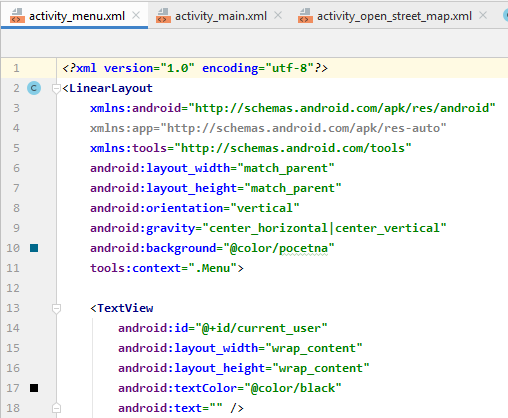 activity_menu.xml
activity_main.xml
activity_open_street_map.xml
1 <?xml version="1.0" encoding="utf-8"?>
2 <LinearLayout
3 xmlns:android="http://schemas.android.com/apk/res/android"
4 xmlns:app="http://schemas.android.com/apk/res-auto"
5 xmlns:tools="http://schemas.android.com/tools"
6 android:layout_width="match_parent"
7 android:layout_height="match_parent"
8 android:orientation="vertical"
9 android:gravity="center_horizontal|center_vertical"
10 android:background="@color/pocetna"
11 tools:context=".Menu">
12
13 <TextView
14 android:id="@+id/current_user"
15 android:layout_width="wrap_content"
16 android:layout_height="wrap_content"
17 android:textColor="@color/black"
18 android:text="" />